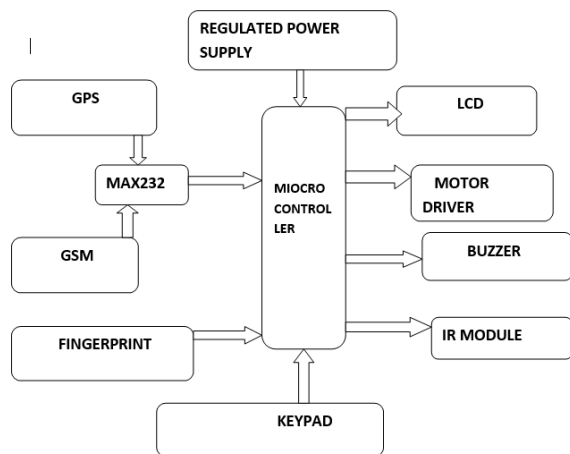 REGULATED POWER
SUPPLY
GPS
LCD
MAX232
MIOCRO
CONTROL
LER
MOTOR
DRIVER
GSM
BUZZER
FINGERPRINT
IR MODULE
KEYPAD